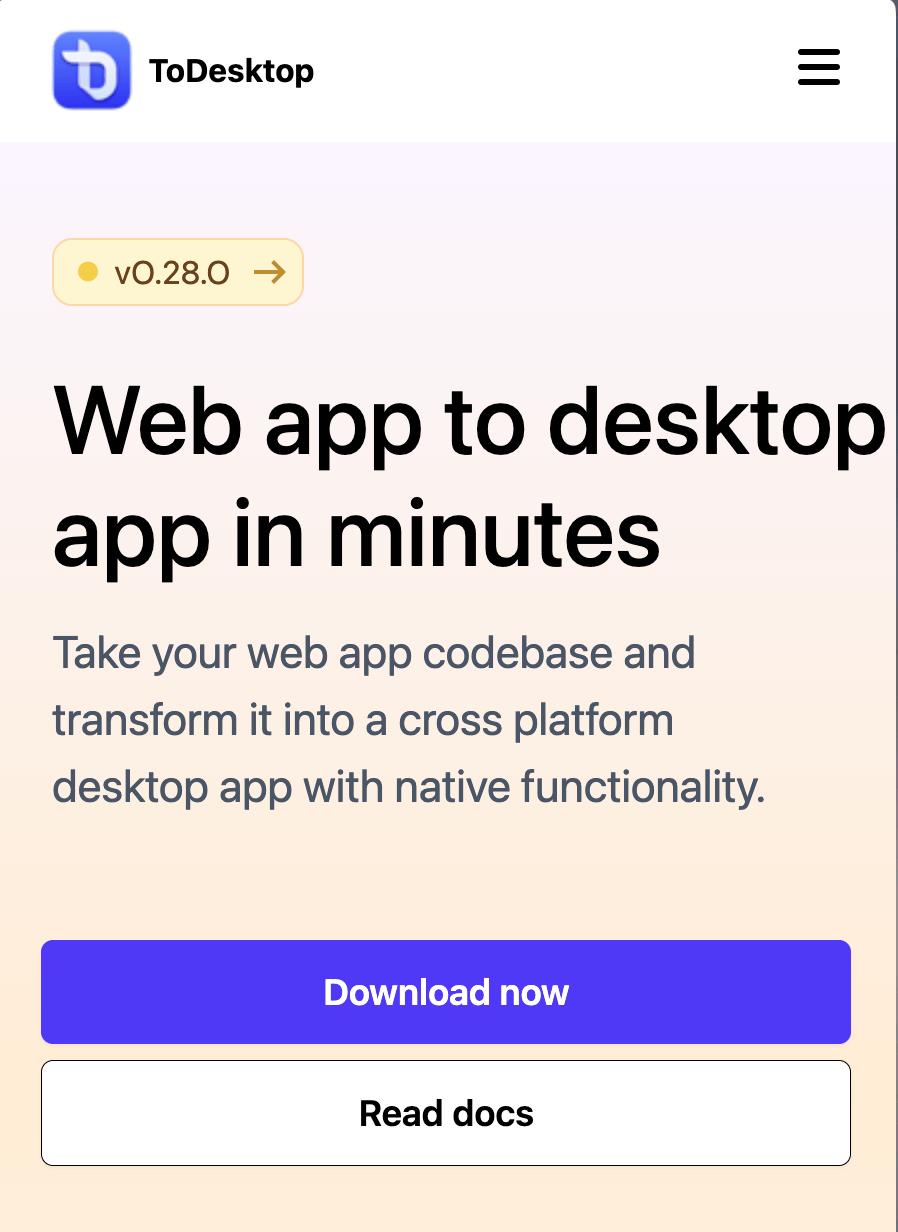 ToDesktop
v0.28.0 →
Web app to desktop
app in minutes
Take your web app codebase and
transform it into a cross platform
desktop app with native functionality.
Download now
Read docs